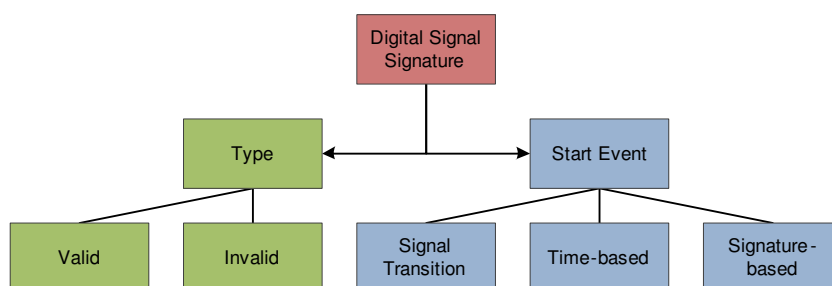 Digital Signal
Signature
Type
Start Event
Valid
Invalid
Signal
Transition
Time-based
Signature-
based